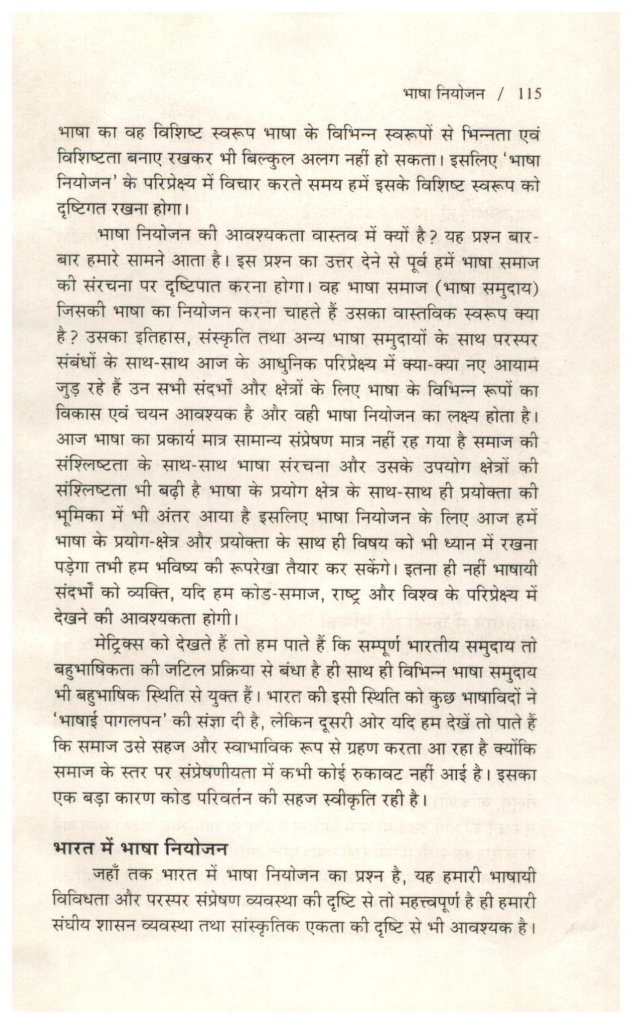 भाषा नियोजन / 115
भाषा का वह विशिष्ट स्वरूप भाषा के विभिन्न स्वरूपों से भिन्नता एवं
विशिष्टता बनाए रखकर भी बिल्कुल अलग नहीं हो सकता। इसलिए ‘भाषा
नियोजन’ के परिप्रेक्ष्य में विचार करते समय हमें इसके विशिष्ट स्वरूप को
दृष्टिगत रखना होगा।
भाषा नियोजन की आवश्यकता वास्तव में क्यों है? यह प्रश्न बार-
बार हमारे सामने आता है। इस प्रश्न का उत्तर देने से पूर्व हमें भाषा समाज
की संरचना पर दृष्टिपात करना होगा। वह भाषा समाज (भाषा समुदाय)
जिसकी भाषा का नियोजन करना चाहते हैं उसका वास्तविक स्वरूप क्या
है? उसका इतिहास, संस्कृति तथा अन्य भाषा समुदायों के साथ परस्पर
संबंधों के साथ-साथ आज के आधुनिक परिप्रेक्ष्य में क्या-क्या नए आयाम
जुड़ रहे हैं उन सभी संदर्भों और क्षेत्रों के लिए भाषा के विभिन्न रूपों का
विकास एवं चयन आवश्यक है और वही भाषा नियोजन का लक्ष्य होता है।
आज भाषा का प्रकार्य मात्र सामान्य संप्रेषण मात्र नहीं रह गया है समाज की
संश्लिष्टता के साथ-साथ भाषा संरचना और उसके उपयोग क्षेत्रों की
संश्लिष्टता भी बढ़ी है भाषा के प्रयोग क्षेत्र के साथ-साथ ही प्रयोक्ता की
भूमिका में भी अंतर आया है इसलिए भाषा नियोजन के लिए आज हमें
भाषा के प्रयोग-क्षेत्र और प्रयोक्ता के साथ ही विषय को भी ध्यान में रखना
पड़ेगा तभी हम भविष्य की रूपरेखा तैयार कर सकेंगे। इतना ही नहीं भाषायी
संदर्भों को व्यक्ति, यदि हम कोड-समाज, राष्ट्र और विश्व के परिप्रेक्ष्य में
देखने की आवश्यकता होगी।
मेट्रिक्स को देखते हैं तो हम पाते हैं कि सम्पूर्ण भारतीय समुदाय तो
बहुभाषिकता की जटिल प्रक्रिया से बंधा है ही साथ ही विभिन्न भाषा समुदाय
भी बहुभाषिक स्थिति से युक्त हैं। भारत की इसी स्थिति को कुछ भाषाविदों ने
‘भाषाई पागलपन’ की संज्ञा दी है, लेकिन दूसरी ओर यदि हम देखें तो पाते हैं
कि समाज उसे सहज और स्वाभाविक रूप से ग्रहण करता आ रहा है क्योंकि
समाज के स्तर पर संप्रेषणीयता में कभी कोई रुकावट नहीं आई है। इसका
एक बड़ा कारण कोड परिवर्तन की सहज स्वीकृति रही है।
भारत में भाषा नियोजन
जहाँ तक भारत में भाषा नियोजन का प्रश्न है, यह हमारी भाषायी
विविधता और परस्पर संप्रेषण व्यवस्था की दृष्टि से तो महत्त्वपूर्ण है ही हमारी
संघीय शासन व्यवस्था तथा सांस्कृतिक एकता की दृष्टि से भी आवश्यक है।